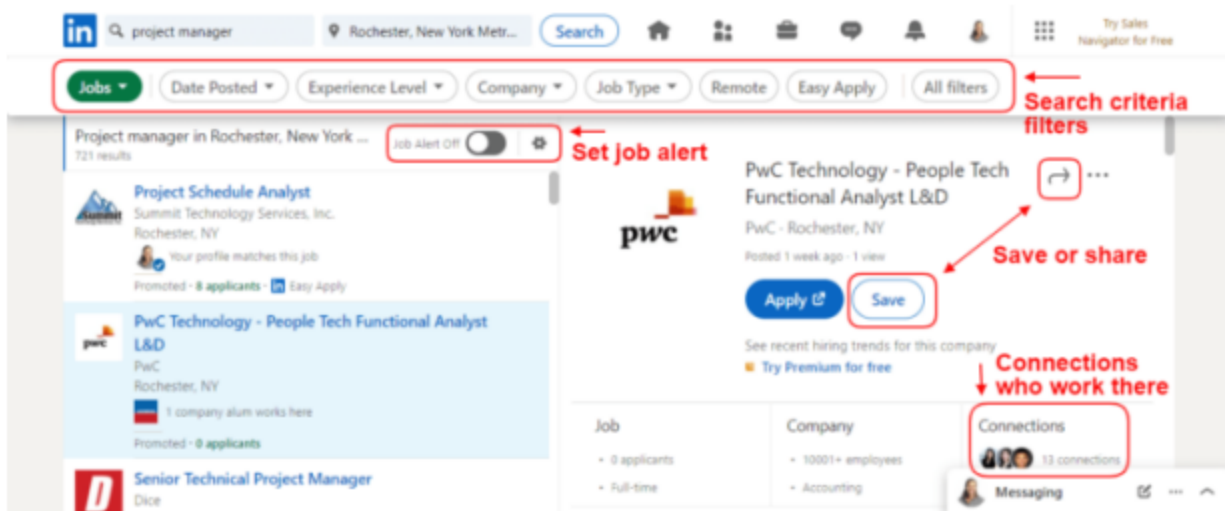 in
project manager
Rochester, New York Metr...
Search
Try Sales
Navigator for Free
Jobs
Date Posted
Experience Level
Company
Job Type
Remote
Easy Apply
All filters
Search criteria
filters
Project manager in Rochester, New York ...
721 results
Job Alert Off
Set job alert
Summit
Project Schedule Analyst
Summit Technology Services, Inc.
Rochester, NY
Your profile matches this job
Promoted · 8 applicants · in Easy Apply
pwc
PwC Technology - People Tech Functional Analyst
L&D
PwC
Rochester, NY
1 company alum works here
Promoted · 0 applicants
Senior Technical Project Manager
Dice
pwc
PwC Technology - People Tech
Functional Analyst L&D
PwC · Rochester, NY
Posted 1 week ago · 1 view
Save or share
Apply
Save
See recent hiring trends for this company
Try Premium for free
Connections
who work there
Job
0 applicants
Full-time
Company
10001+ employees
Accounting
Connections
13 connections
Messaging